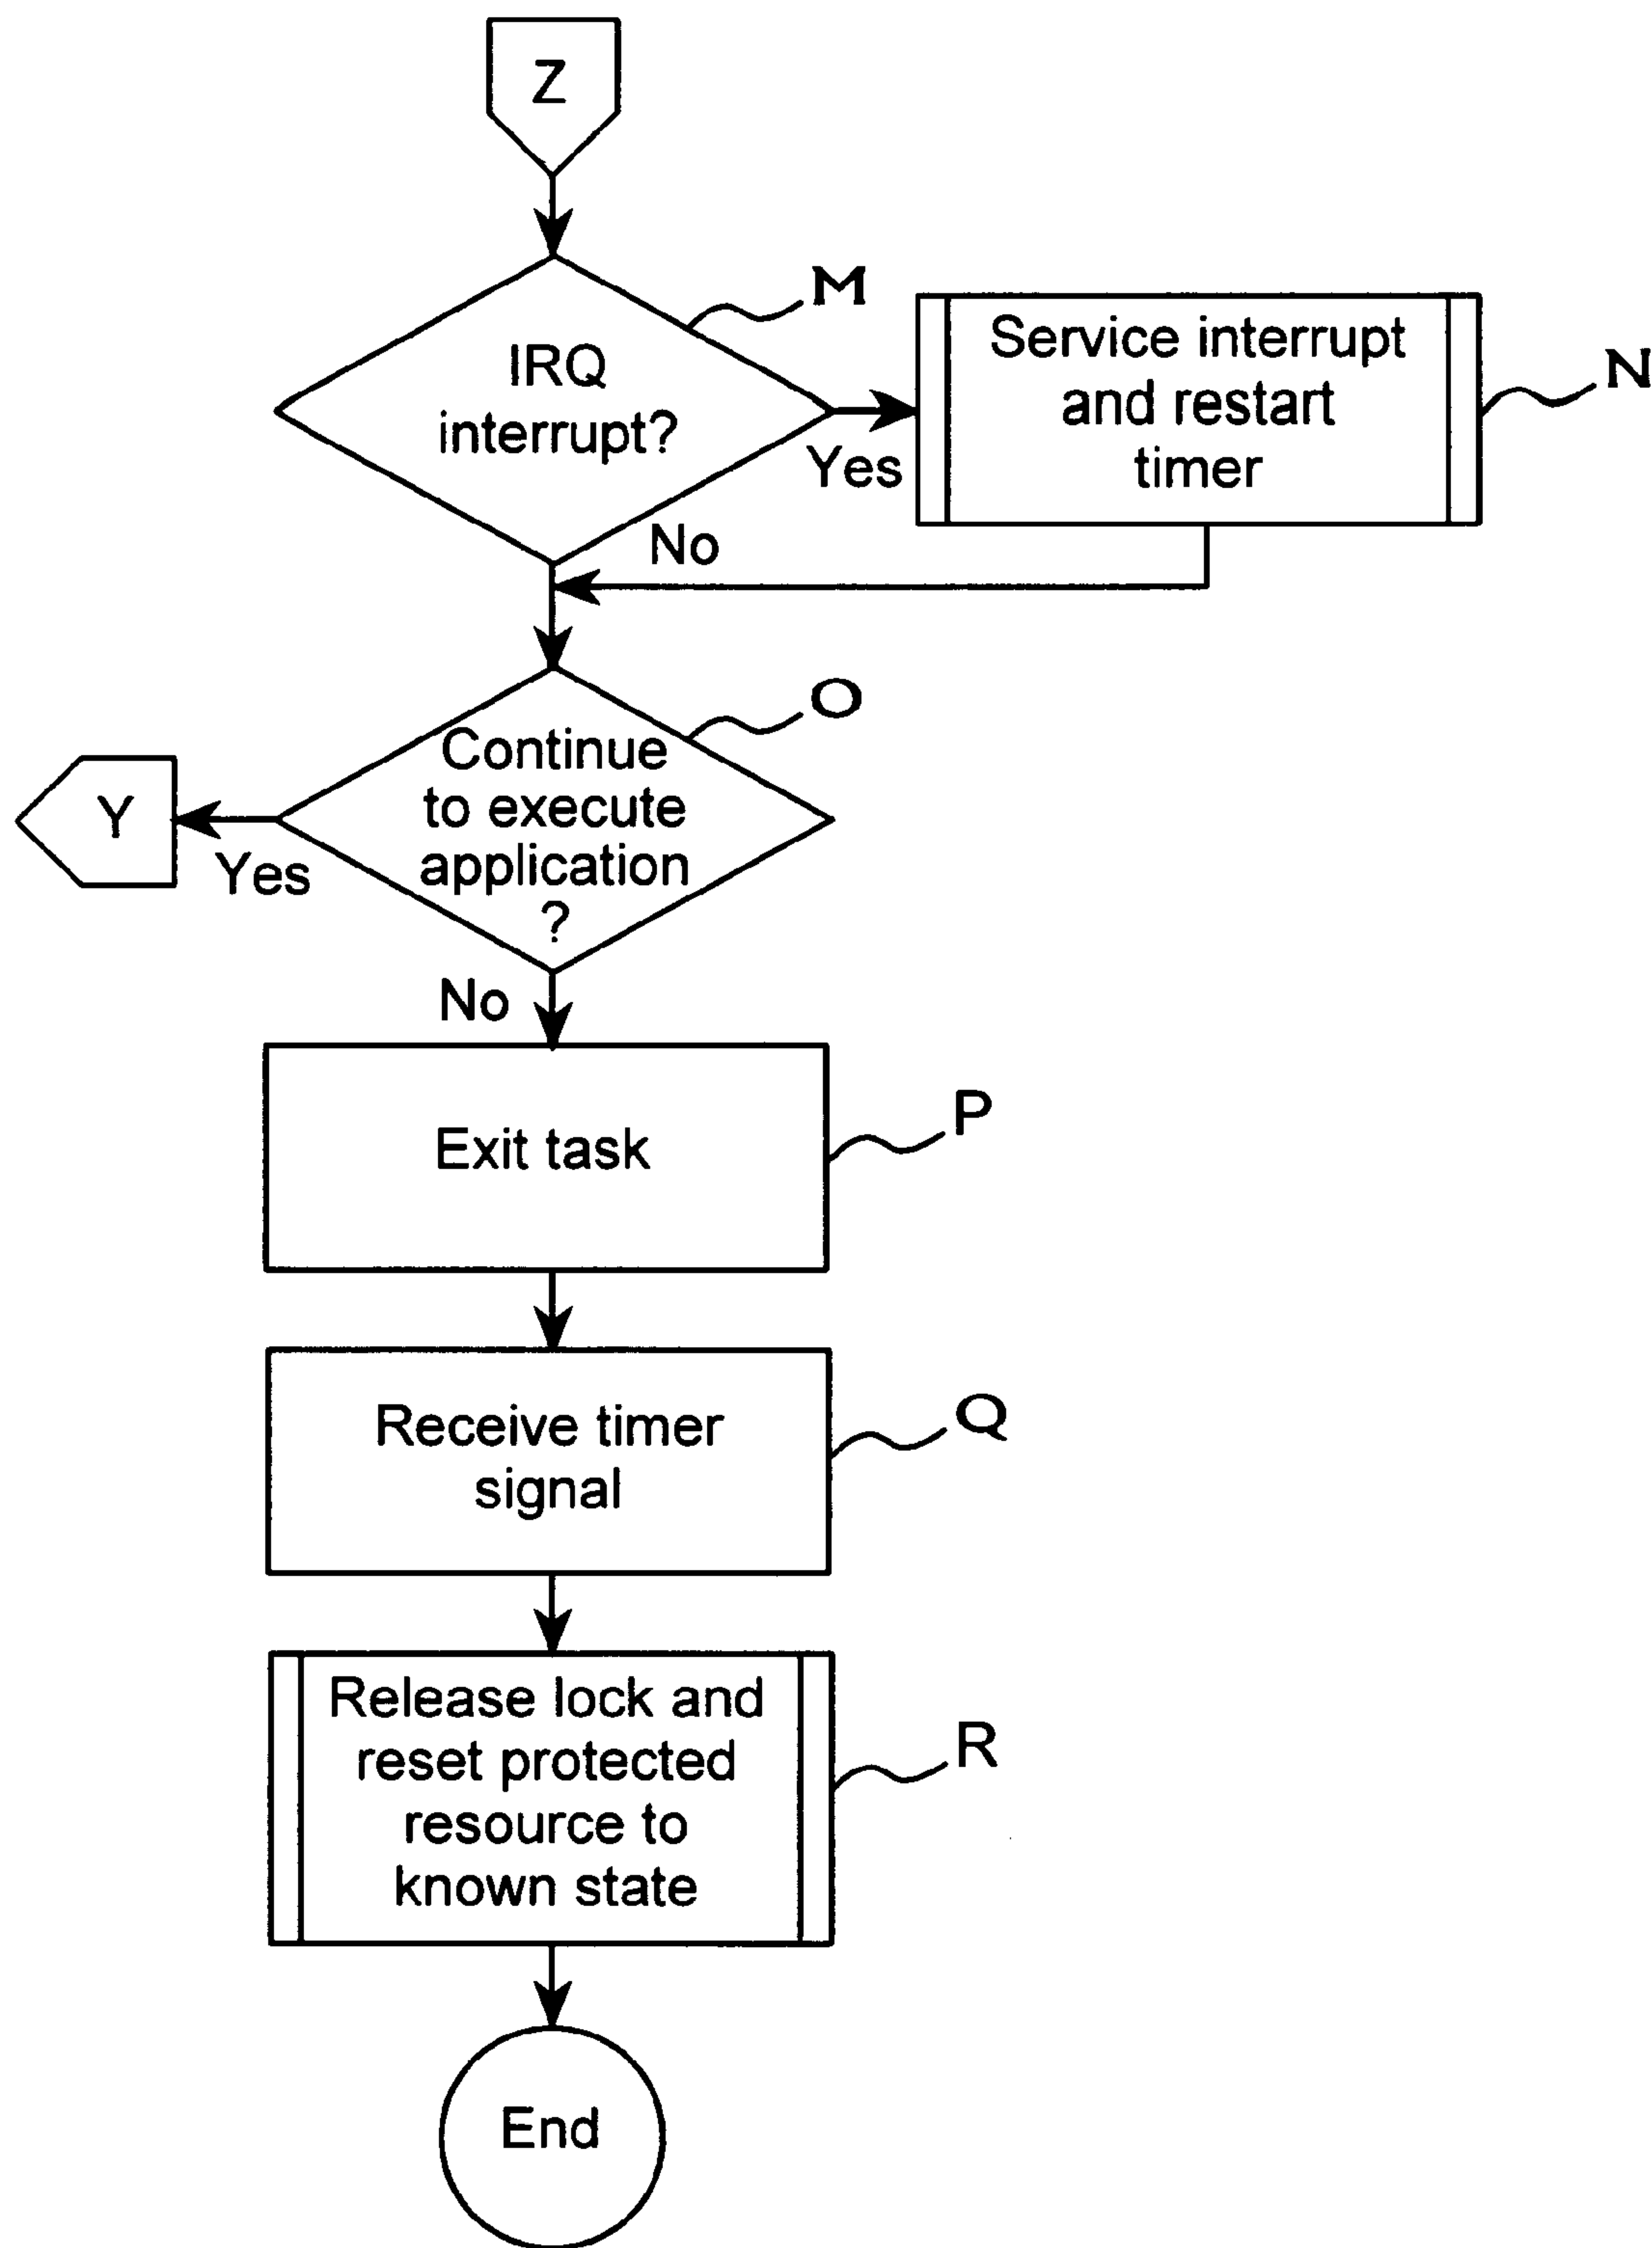 Z
M
IRQ
interrupt?
Yes
Service interrupt
and restart
timer
N
No
O
Continue
to execute
application
?
Y
Yes
No
Exit task
P
Receive timer
signal
Q
Release lock and
reset protected
resource to
known state
R
End